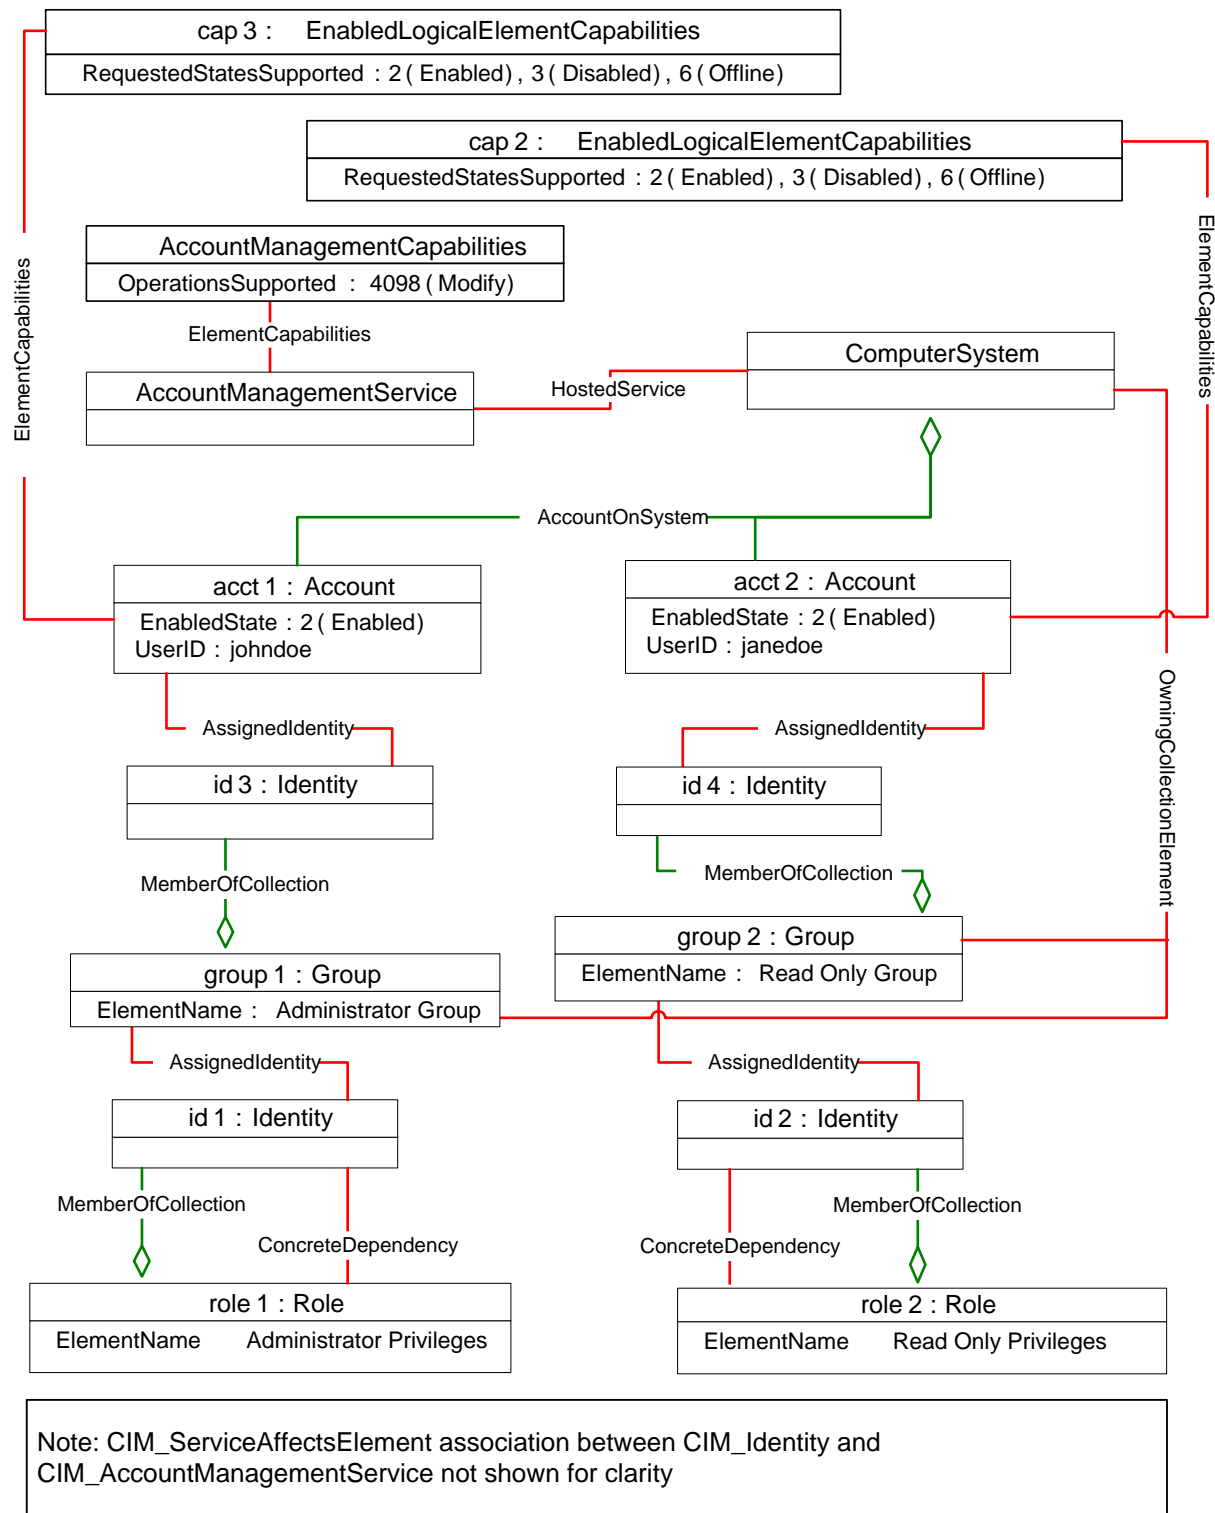 cap 3 : EnabledLogicalElementCapabilities
RequestedStatesSupported : 2 ( Enabled) , 3 ( Disabled) , 6 ( Offline)
cap 2 : EnabledLogicalElementCapabilities
RequestedStatesSupported : 2 ( Enabled) , 3 ( Disabled) , 6 ( Offline)
AccountManagementCapabilities
OperationsSupported : 4098 ( Modify)
ElementCapabilities
ElementCapabilities
ElementCapabilities
ComputerSystem
AccountManagementService
HostedService
AccountOnSystem
acct 1 : Account
EnabledState : 2 ( Enabled)
UserID : johndoe
acct 2 : Account
EnabledState : 2 ( Enabled)
UserID : janedoe
OwningCollectionElement
AssignedIdentity
AssignedIdentity
id 3 : Identity
id 4 : Identity
MemberOfCollection
MemberOfCollection
group 2 : Group
ElementName : Read Only Group
group 1 : Group
ElementName : Administrator Group
AssignedIdentity
AssignedIdentity
id 1 : Identity
id 2 : Identity
MemberOfCollection
MemberOfCollection
ConcreteDependency
ConcreteDependency
role 1 : Role
ElementName Administrator Privileges
role 2 : Role
ElementName Read Only Privileges
Note: CIM_ServiceAffectsElement association between CIM_Identity and
CIM_AccountManagementService not shown for clarity